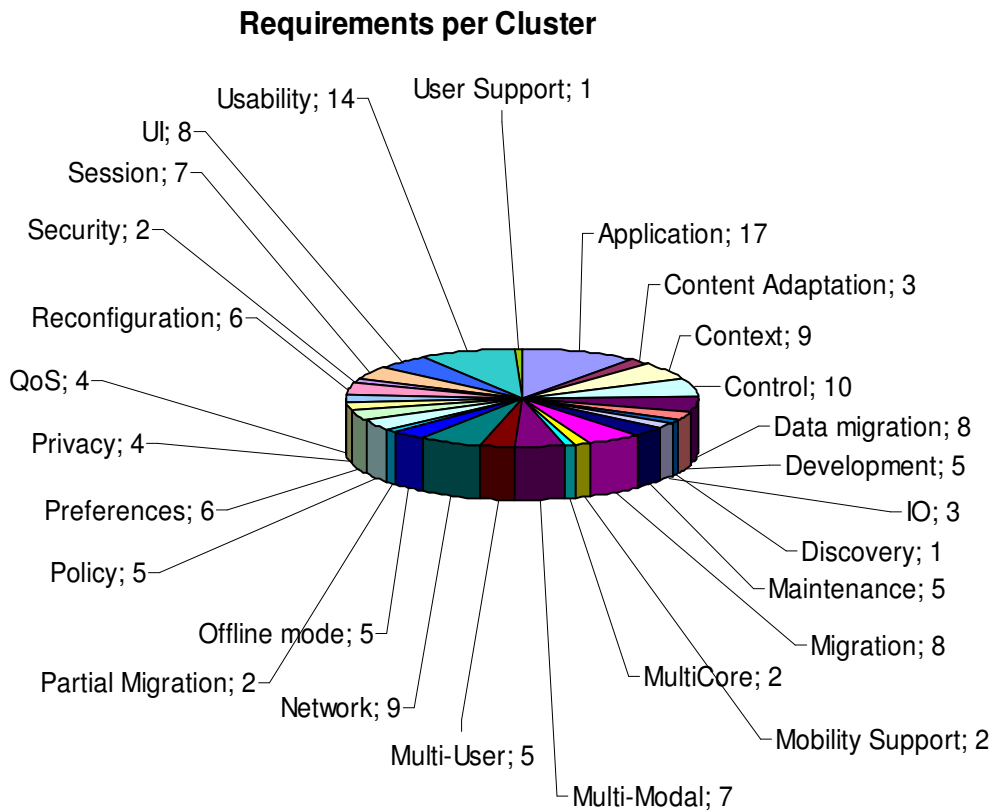 Requirements per Cluster
User Support; 1
Usability; 14
UI; 8
Session; 7
Security; 2
Reconfiguration; 6
QoS; 4
Privacy; 4
Preferences; 6
Policy; 5
Partial Migration; 2
Offline mode; 5
Network; 9
Multi-User; 5
Multi-Modal; 7
Application; 17
Content Adaptation; 3
Context; 9
Control; 10
Data migration; 8
Development; 5
IO; 3
Discovery; 1
Maintenance; 5
Migration; 8
MultiCore; 2
Mobility Support; 2